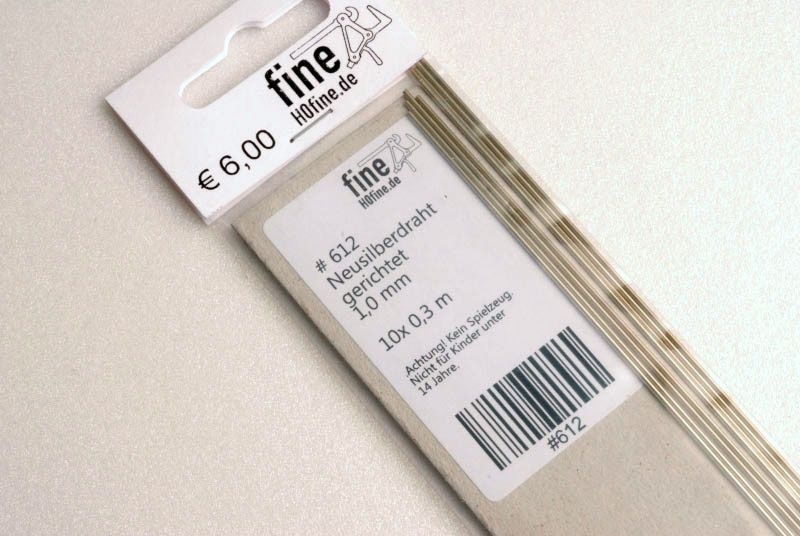 fine
H0fine.de
€ 6,00
fine
H0fine.de
# 612
Neusilberdraht
gerichtet
1,0 mm
10x 0,3 m
Achtung! Kein Spielzeug.
Nicht für Kinder unter
14 Jahre.
#612